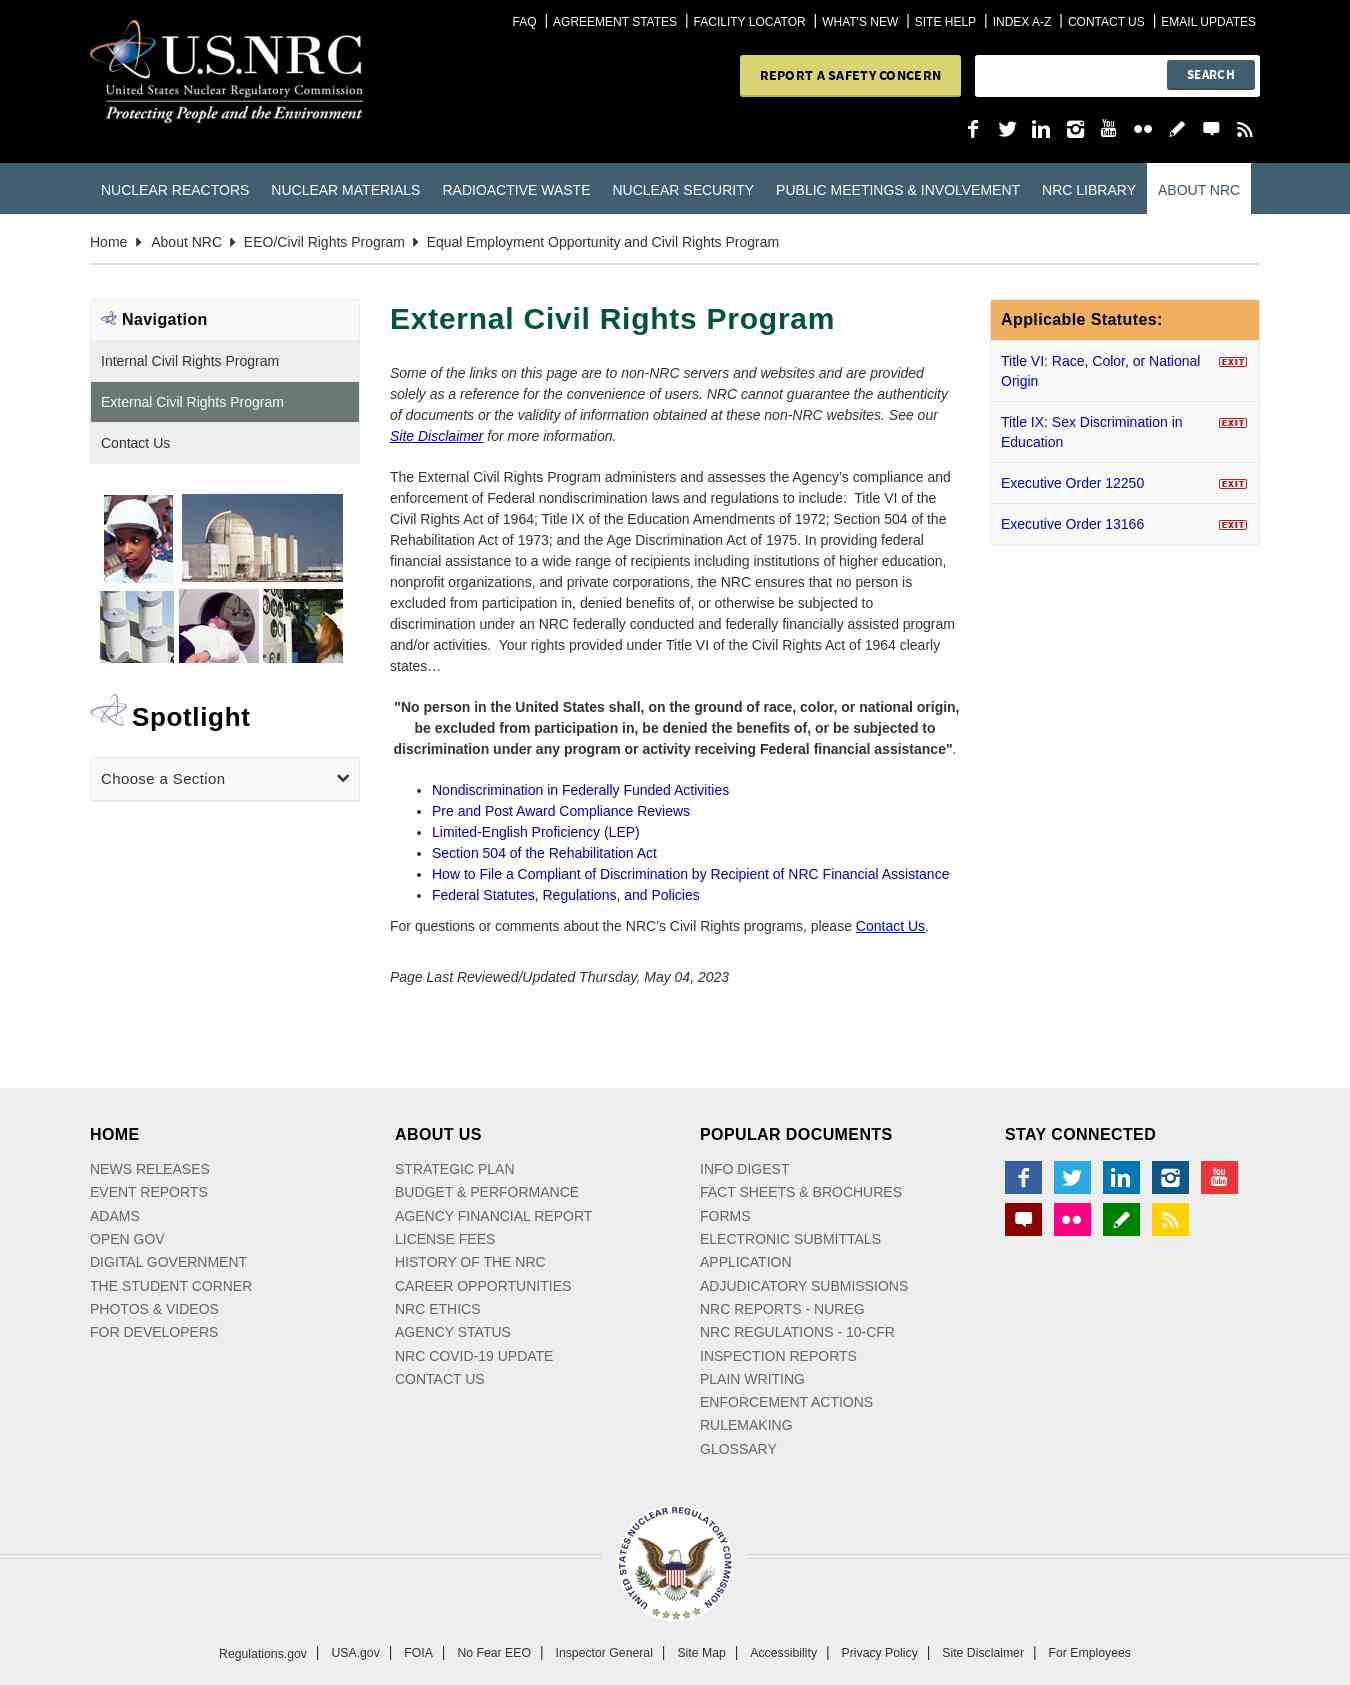 FAQ | AGREEMENT STATES | FACILITY LOCATOR | WHAT'S NEW | SITE HELP | INDEX A-Z | CONTACT US | EMAIL UPDATES
U.S.NRC
United States Nuclear Regulatory Commission
Protecting People and the Environment
REPORT A SAFETY CONCERN
SEARCH
You Tube
NUCLEAR REACTORS NUCLEAR MATERIALS RADIOACTIVE WASTE NUCLEAR SECURITY PUBLIC MEETINGS & INVOLVEMENT NRC LIBRARY ABOUT NRC
Home About NRC EEO/Civil Rights Program Equal Employment Opportunity and Civil Rights Program
Navigation
Internal Civil Rights Program
External Civil Rights Program
Contact Us
Spotlight
Choose a Section
External Civil Rights Program
Some of the links on this page are to non-NRC servers and websites and are provided
solely as a reference for the convenience of users. NRC cannot guarantee the authenticity
of documents or the validity of information obtained at these non-NRC websites. See our
Site Disclaimer for more information.
The External Civil Rights Program administers and assesses the Agency's compliance and
enforcement of Federal nondiscrimination laws and regulations to include: Title VI of the
Civil Rights Act of 1964; Title IX of the Education Amendments of 1972; Section 504 of the
Rehabilitation Act of 1973; and the Age Discrimination Act of 1975. In providing federal
financial assistance to a wide range of recipients including institutions of higher education,
nonprofit organizations, and private corporations, the NRC ensures that no person is
excluded from participation in, denied benefits of, or otherwise be subjected to
discrimination under an NRC federally conducted and federally financially assisted program
and/or activities. Your rights provided under Title VI of the Civil Rights Act of 1964 clearly
states…
"No person in the United States shall, on the ground of race, color, or national origin,
be excluded from participation in, be denied the benefits of, or be subjected to
discrimination under any program or activity receiving Federal financial assistance".
• Nondiscrimination in Federally Funded Activities
• Pre and Post Award Compliance Reviews
• Limited-English Proficiency (LEP)
• Section 504 of the Rehabilitation Act
• How to File a Compliant of Discrimination by Recipient of NRC Financial Assistance
• Federal Statutes, Regulations, and Policies
For questions or comments about the NRC's Civil Rights programs, please Contact Us.
Page Last Reviewed/Updated Thursday, May 04, 2023
Applicable Statutes:
Title VI: Race, Color, or National EXIT
Origin
Title IX: Sex Discrimination in EXIT
Education
Executive Order 12250 EXIT
Executive Order 13166 EXIT
HOME
NEWS RELEASES
EVENT REPORTS
ADAMS
OPEN GOV
DIGITAL GOVERNMENT
THE STUDENT CORNER
PHOTOS & VIDEOS
FOR DEVELOPERS
ABOUT US
STRATEGIC PLAN
BUDGET & PERFORMANCE
AGENCY FINANCIAL REPORT
LICENSE FEES
HISTORY OF THE NRC
CAREER OPPORTUNITIES
NRC ETHICS
AGENCY STATUS
NRC COVID-19 UPDATE
CONTACT US
POPULAR DOCUMENTS
INFO DIGEST
FACT SHEETS & BROCHURES
FORMS
ELECTRONIC SUBMITTALS
APPLICATION
ADJUDICATORY SUBMISSIONS
NRC REPORTS - NUREG
NRC REGULATIONS - 10-CFR
INSPECTION REPORTS
PLAIN WRITING
ENFORCEMENT ACTIONS
RULEMAKING
GLOSSARY
STAY CONNECTED
You Tube
UNITED STATES NUCLEAR REGULATORY COMMISSION
Regulations.gov | USA.gov | FOIA | No Fear EEO | Inspector General | Site Map | Accessibility | Privacy Policy | Site Disclaimer | For Employees